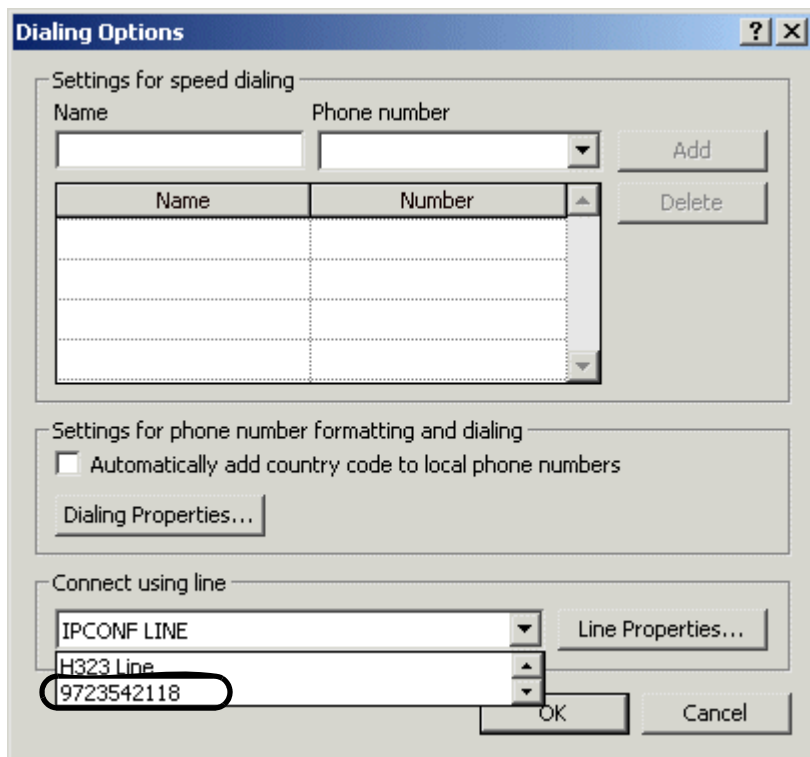 Dialing Options
Settings for speed dialing
Name Phone number
Add
Name Number
Delete
Settings for phone number formatting and dialing
Automatically add country code to local phone numbers
Dialing Properties...
Connect using line
IPCONF LINE
Line Properties...
H323 Line
9723542118
OK Cancel